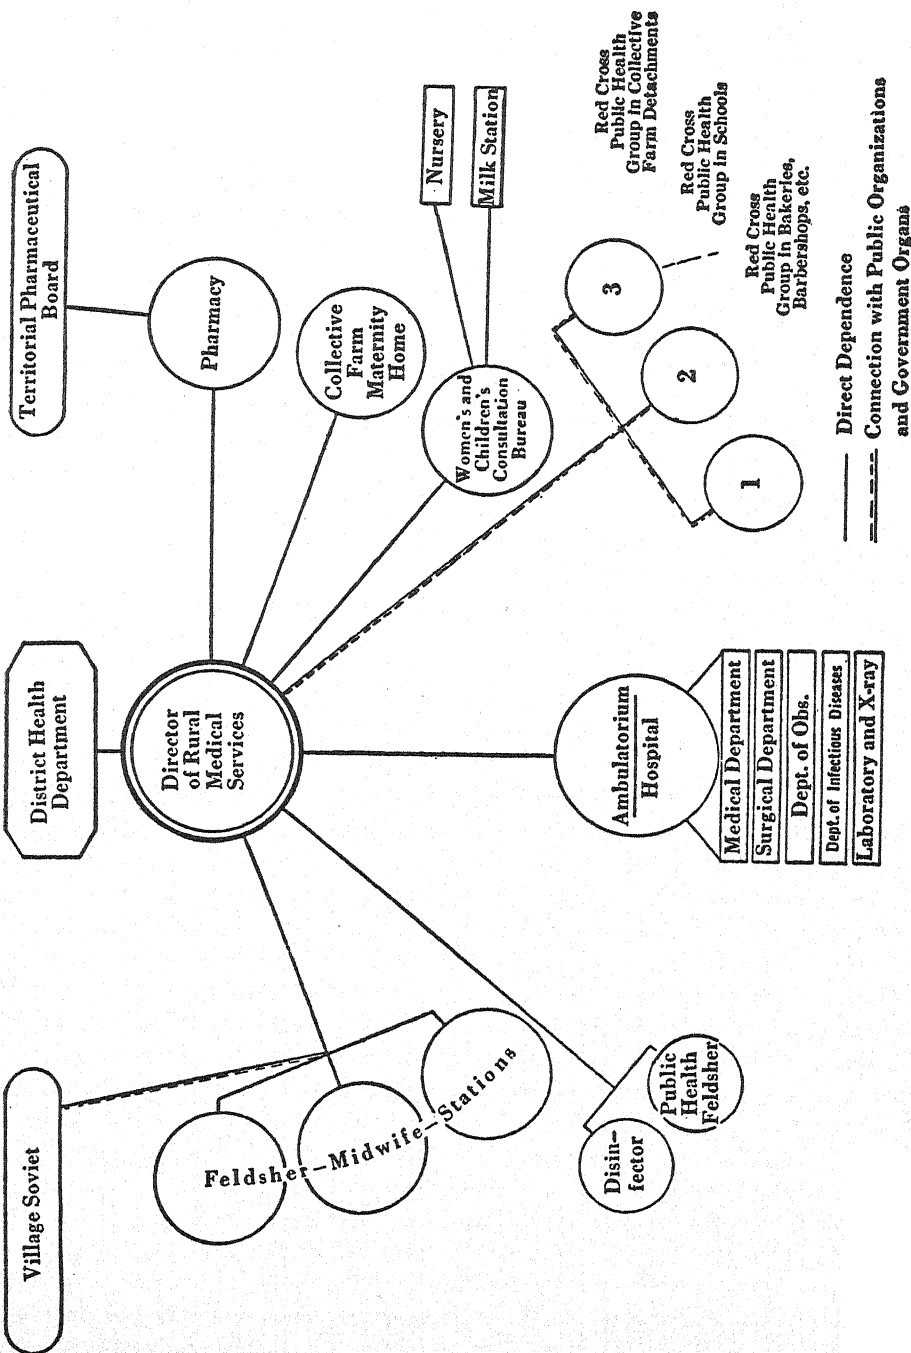 Village Soviet
District Health
Department
Territorial Pharmaceutical
Board
Director
of Rural
Medical
Services
Pharmacy
Collective
Farm
Maternity
Home
Women's and
Children's
Consultation
Bureau
Nursery
Milk Station
Feldsher–Midwife–Stations
Disin-
fector
Public
Health
Feldsher
Ambulatorium
Hospital
Medical Department
Surgical Department
Dept. of Obs.
Dept. of Infectious Diseases
Laboratory and X-ray
1
2
3
Red Cross
Public Health
Group in Collective
Farm Detachments
Red Cross
Public Health
Group in Schools
Red Cross
Public Health
Group in Bakeries,
Barbershops, etc.
Direct Dependence
Connection with Public Organizations
and Government Organs